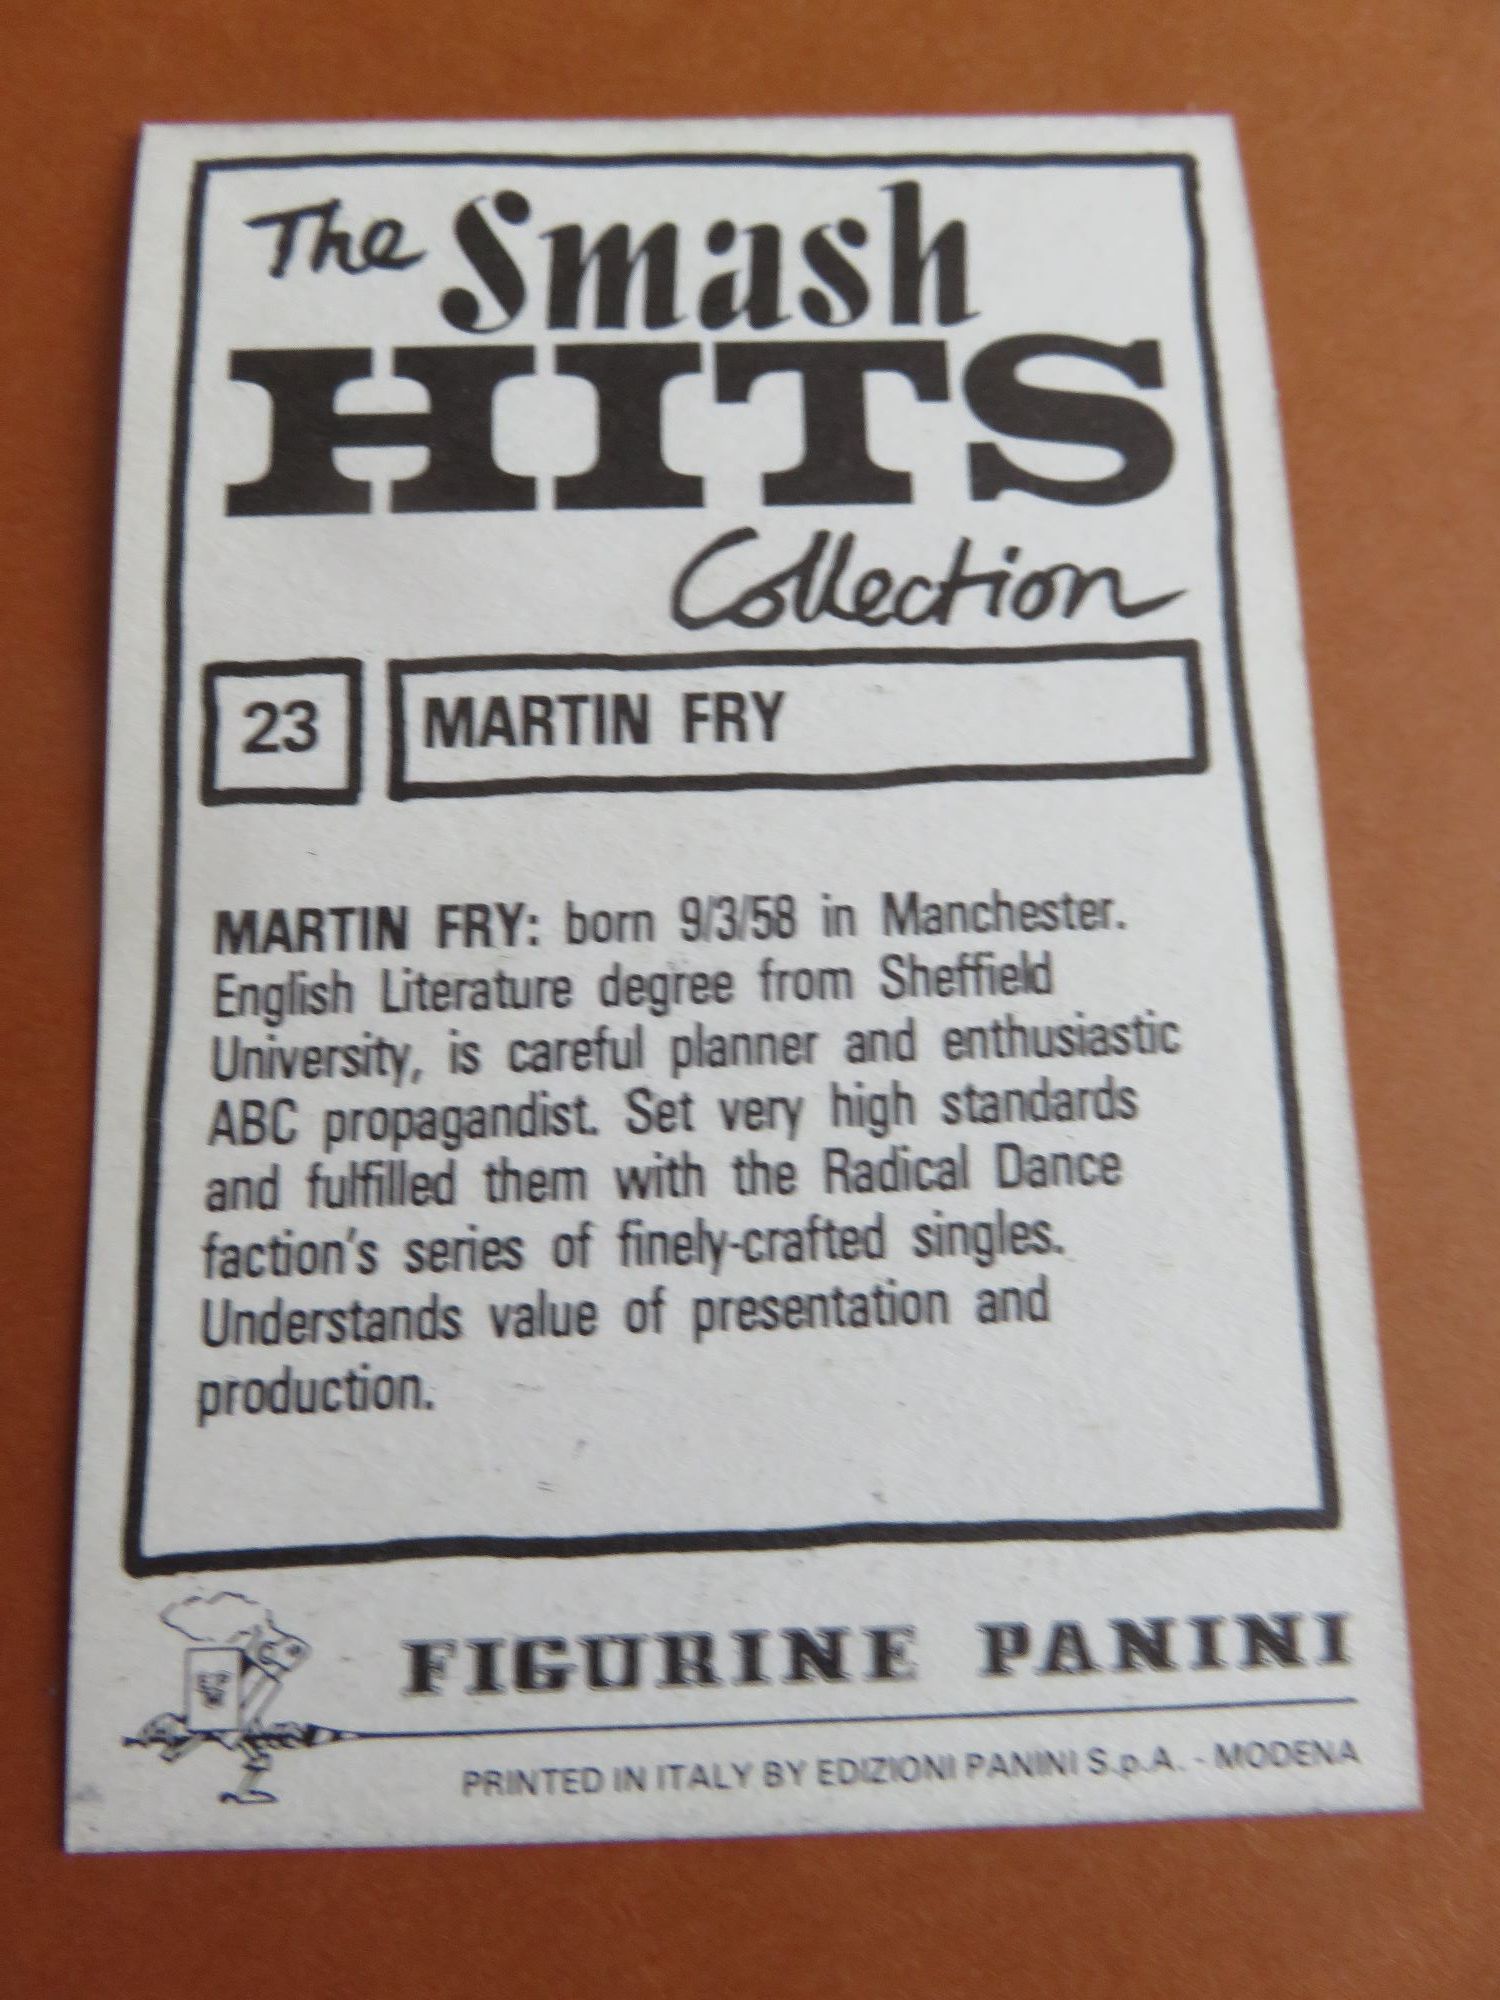 The Smash
HITS
Collection
23
MARTIN FRY
MARTIN FRY: born 9/3/58 in Manchester.
English Literature degree from Sheffield
University, is careful planner and enthusiastic
ABC propagandist. Set very high standards
and fulfilled them with the Radical Dance
faction's series of finely-crafted singles.
Understands value of presentation and
production.
FIGURINE PANINI
PRINTED IN ITALY BY EDIZIONI PANINI S.p.A. - MODENA